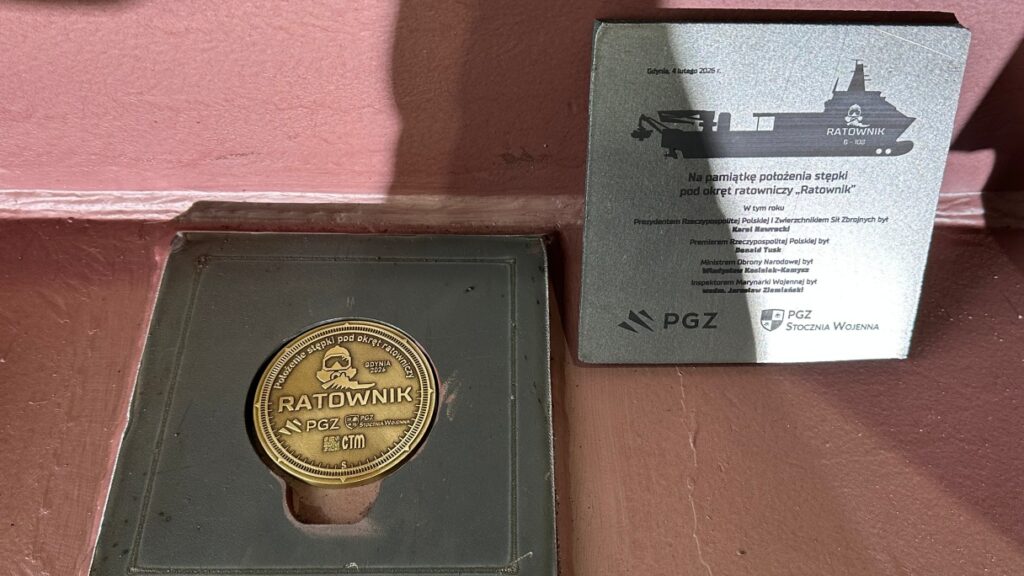 Gdynia, 4 lutego 2026 r.
RATOWNIK
Na pamiątkę położenia stępki
pod okręt ratowniczy „Ratownik”
W tym roku
Prezydentem Rzeczypospolitej Polskiej i Zwierzchnikiem Sił Zbrojnych był
Karol Nawrocki
Premierem Rzeczypospolitej Polskiej był
Donald Tusk
Ministrem Obrony Narodowej był
Władysław Kosiniak-Kamysz
Inspektorem Marynarki Wojennej był
wadm. Jarosław Ziemiański
PGZ
PGZ
STOCZNIA WOJENNA
Położenie stępki pod okręt ratowniczy
GDYNIA
2026
RATOWNIK
PGZ
PGZ
STOCZNIA WOJENNA
CTM
S